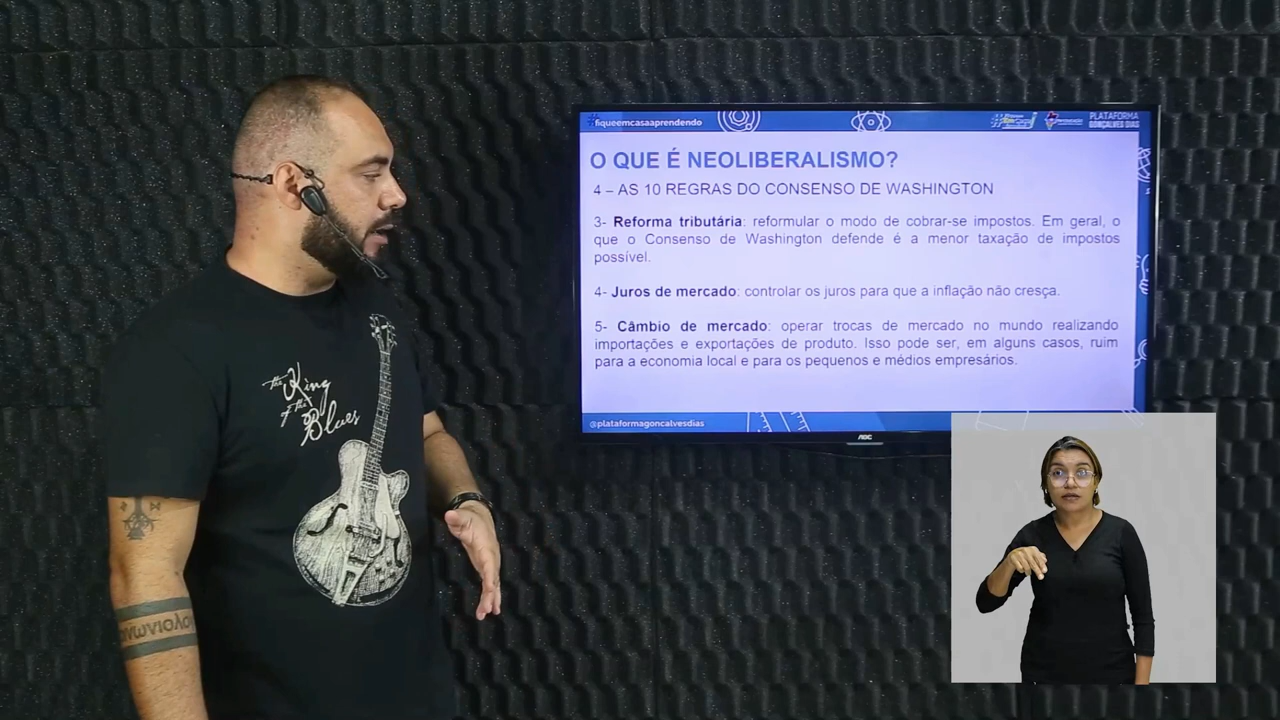 #fiqueemcasaaprendendo
PLATAFORMA
GONÇALVES DIAS
O QUE É NEOLIBERALISMO?
4 – AS 10 REGRAS DO CONSENSO DE WASHINGTON
3- Reforma tributária: reformular o modo de cobrar-se impostos. Em geral, o
que o Consenso de Washington defende é a menor taxação de impostos
possível.
4- Juros de mercado: controlar os juros para que a inflação não cresça.
5- Câmbio de mercado: operar trocas de mercado no mundo realizando
importações e exportações de produto. Isso pode ser, em alguns casos, ruim
para a economia local e para os pequenos e médios empresários.
@plataformagoncalvesdias
AOC
the King
of the
Blues